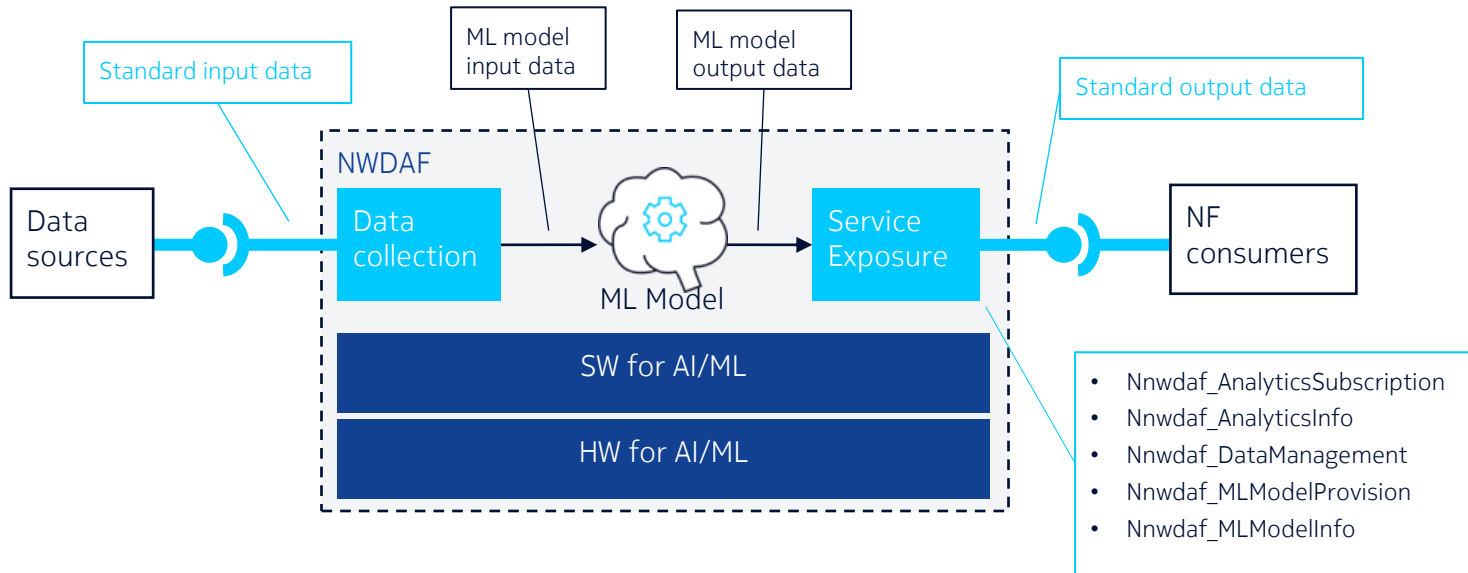 ML model
input data
ML model
output data
Standard input data
Standard output data
NWDAF
Data
sources
Data
collection
ML Model
Service
Exposure
NF
consumers
SW for AI/ML
HW for AI/ML
• Nnwdaf_AnalyticsSubscription
• Nnwdaf_AnalyticsInfo
• Nnwdaf_DataManagement
• Nnwdaf_MLModelProvision
• Nnwdaf_MLModelInfo